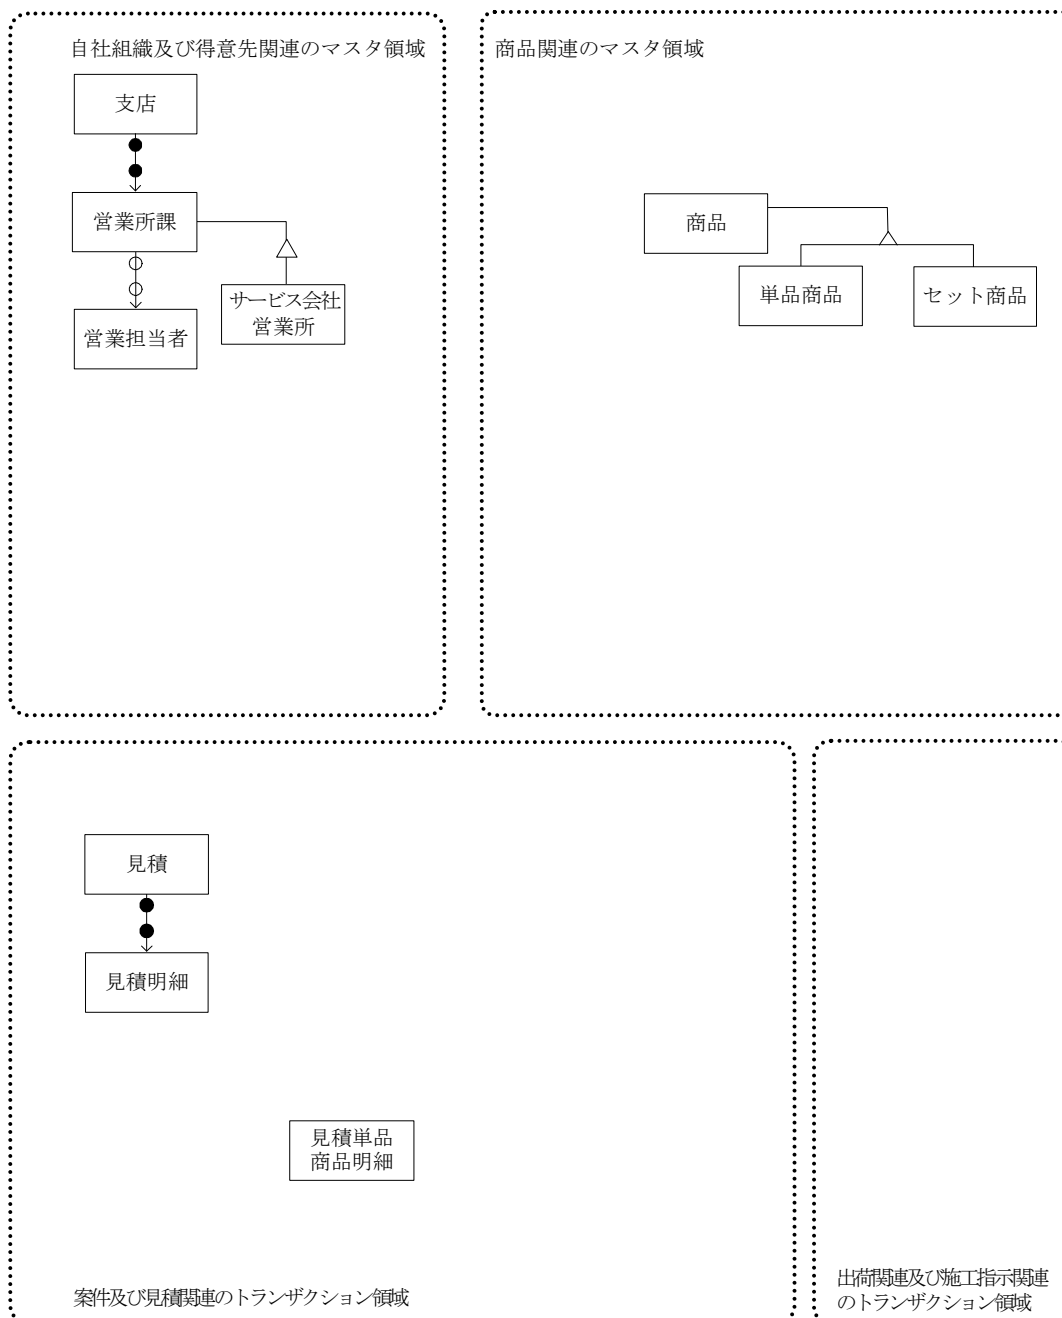 自社組織及び得意先関連のマスタ領域
支店
営業所課
サービス会社
営業所
営業担当者
商品関連のマスタ領域
商品
単品商品
セット商品
見積
見積明細
見積単品
商品明細
案件及び見積関連のトランザクション領域
出荷関連及び施工指示関連
のトランザクション領域